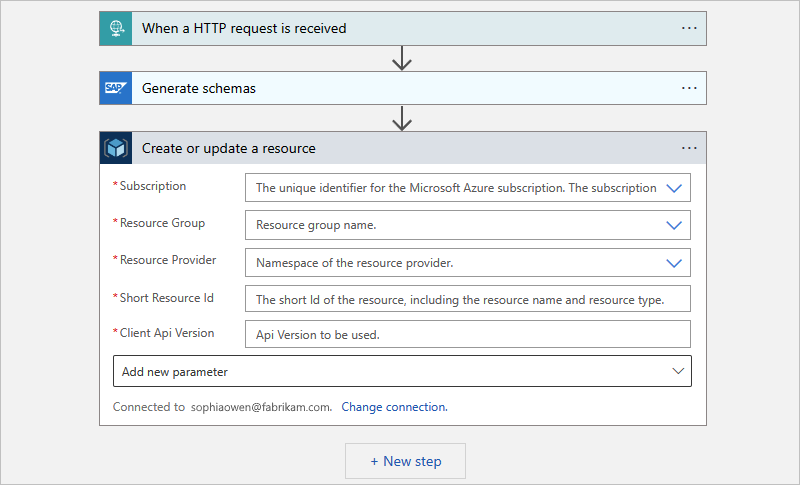 When a HTTP request is received
SAP
Generate schemas
Create or update a resource
*Subscription
The unique identifier for the Microsoft Azure subscription. The subscription
*Resource Group
Resource group name.
*Resource Provider
Namespace of the resource provider.
*Short Resource Id
The short Id of the resource, including the resource name and resource type.
*Client Api Version
Api Version to be used.
Add new parameter
Connected to sophiaowen@fabrikam.com. Change connection.
+ New step